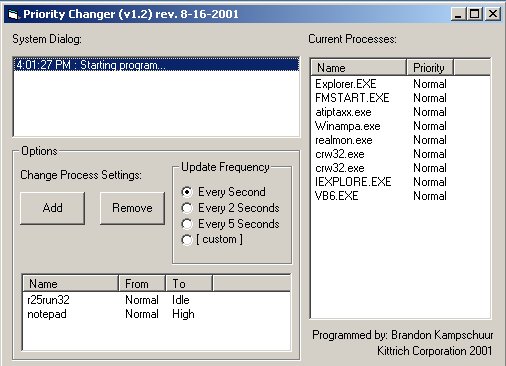 Priority Changer (v1.2) rev. 8-16-2001
System Dialog:
4:01:27 PM : Starting program...
Options
Change Process Settings:
Add
Remove
Update Frequency
Every Second
Every 2 Seconds
Every 5 Seconds
[ custom ]
Name From To
r25run32 Normal Idle
notepad Normal High
Current Processes:
Name Priority
Explorer.EXE Normal
FMSTART.EXE Normal
atiptaxx.exe Normal
Winampa.exe Normal
realmon.exe Normal
crw32.exe Normal
crw32.exe Normal
IEXPLORE.EXE Normal
VB6.EXE Normal
Programmed by: Brandon Kampschuur
Kittrich Corporation 2001